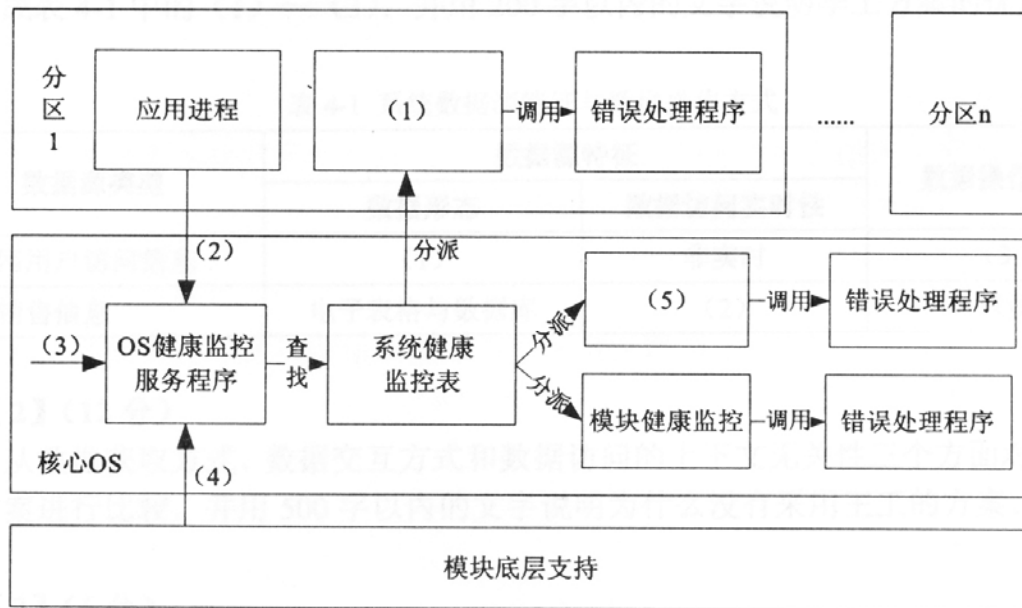 分区1
应用进程
(1)
调用
错误处理程序
......
分区n
(2)
分派
(3)
OS健康监控
服务程序
查找
系统健康
监控表
分派
(5)
调用
错误处理程序
分派
模块健康监控
调用
错误处理程序
核心OS
(4)
模块底层支持